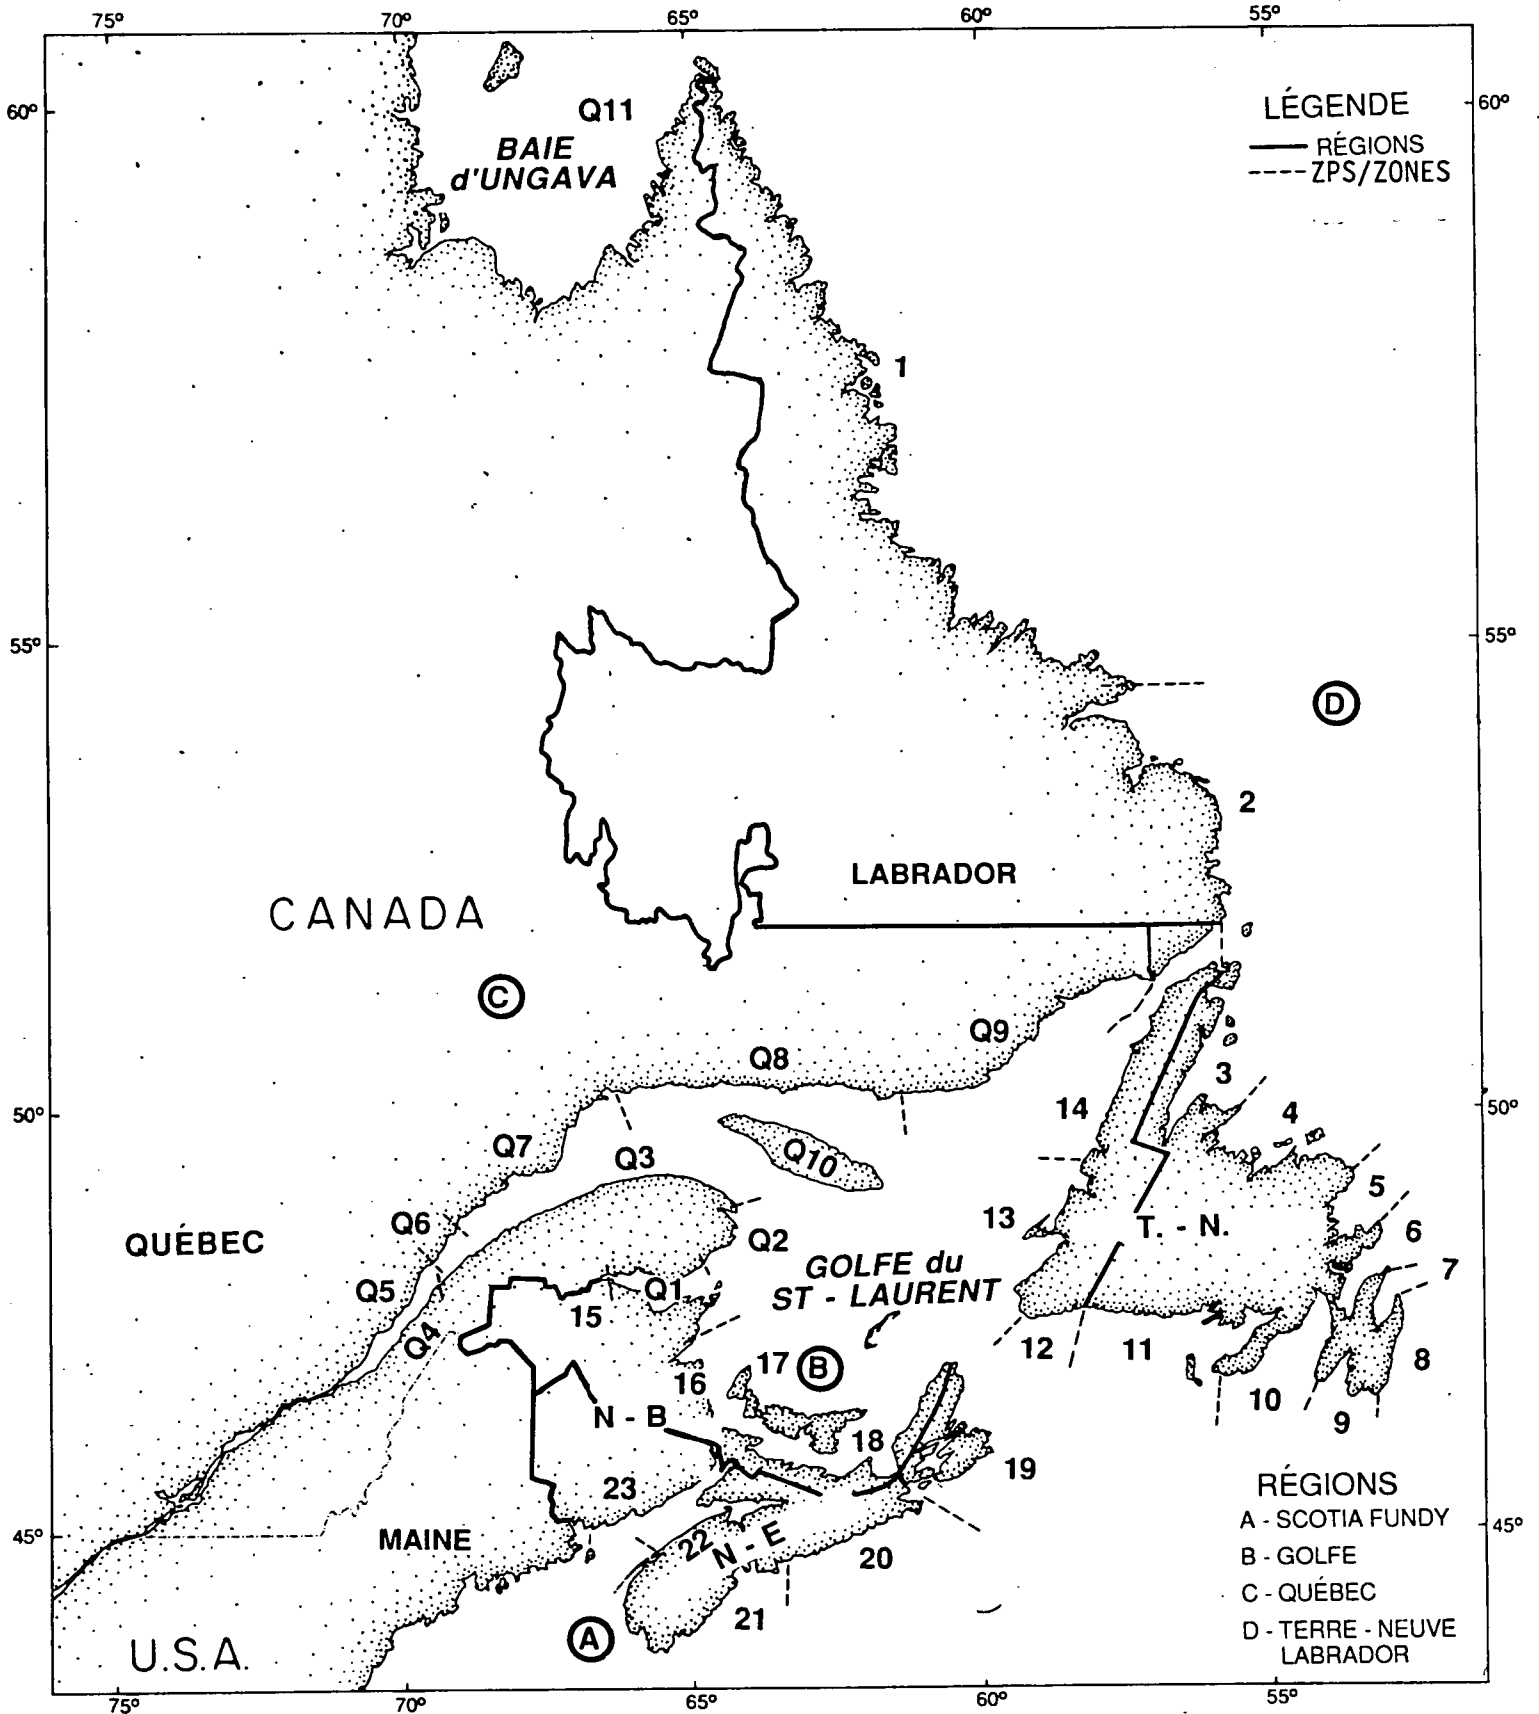 75°
70°
65°
60°
55°
60°
60°
LÉGENDE
RÉGIONS
ZPS/ZONES
Q11
BAIE
d'UNGAVA
1
55°
55°
D
2
LABRADOR
CANADA
C
Q9
Q8
3
50°
50°
14
4
Q7
Q3
Q10
5
13
Q6
T. - N.
6
QUÉBEC
Q2
7
GOLFE du
ST - LAURENT
Q5
Q1
15
Q4
12
11
8
17
B
16
10
9
N - B
18
19
23
RÉGIONS
A - SCOTIA FUNDY
B - GOLFE
C - QUÉBEC
D - TERRE - NEUVE
LABRADOR
45°
45°
MAINE
22
N - E
20
21
A
U.S.A.
75°
70°
65°
60°
55°